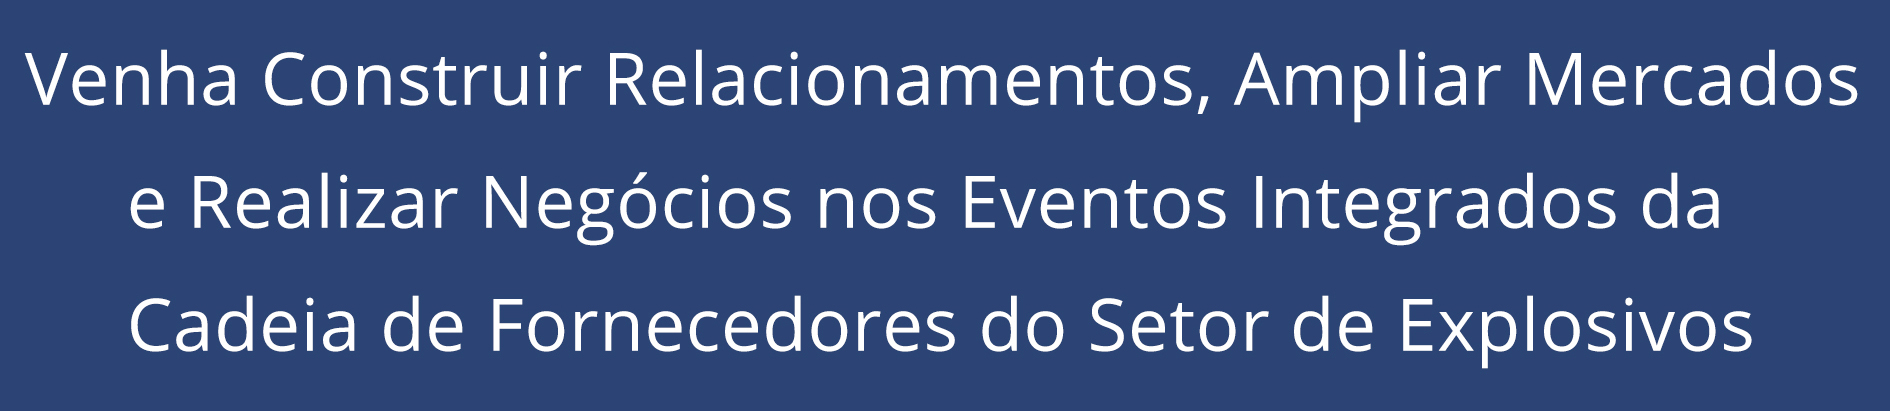 Venha Construir Relacionamentos, Ampliar Mercados
e Realizar Negócios nos Eventos Integrados da
Cadeia de Fornecedores do Setor de Explosivos